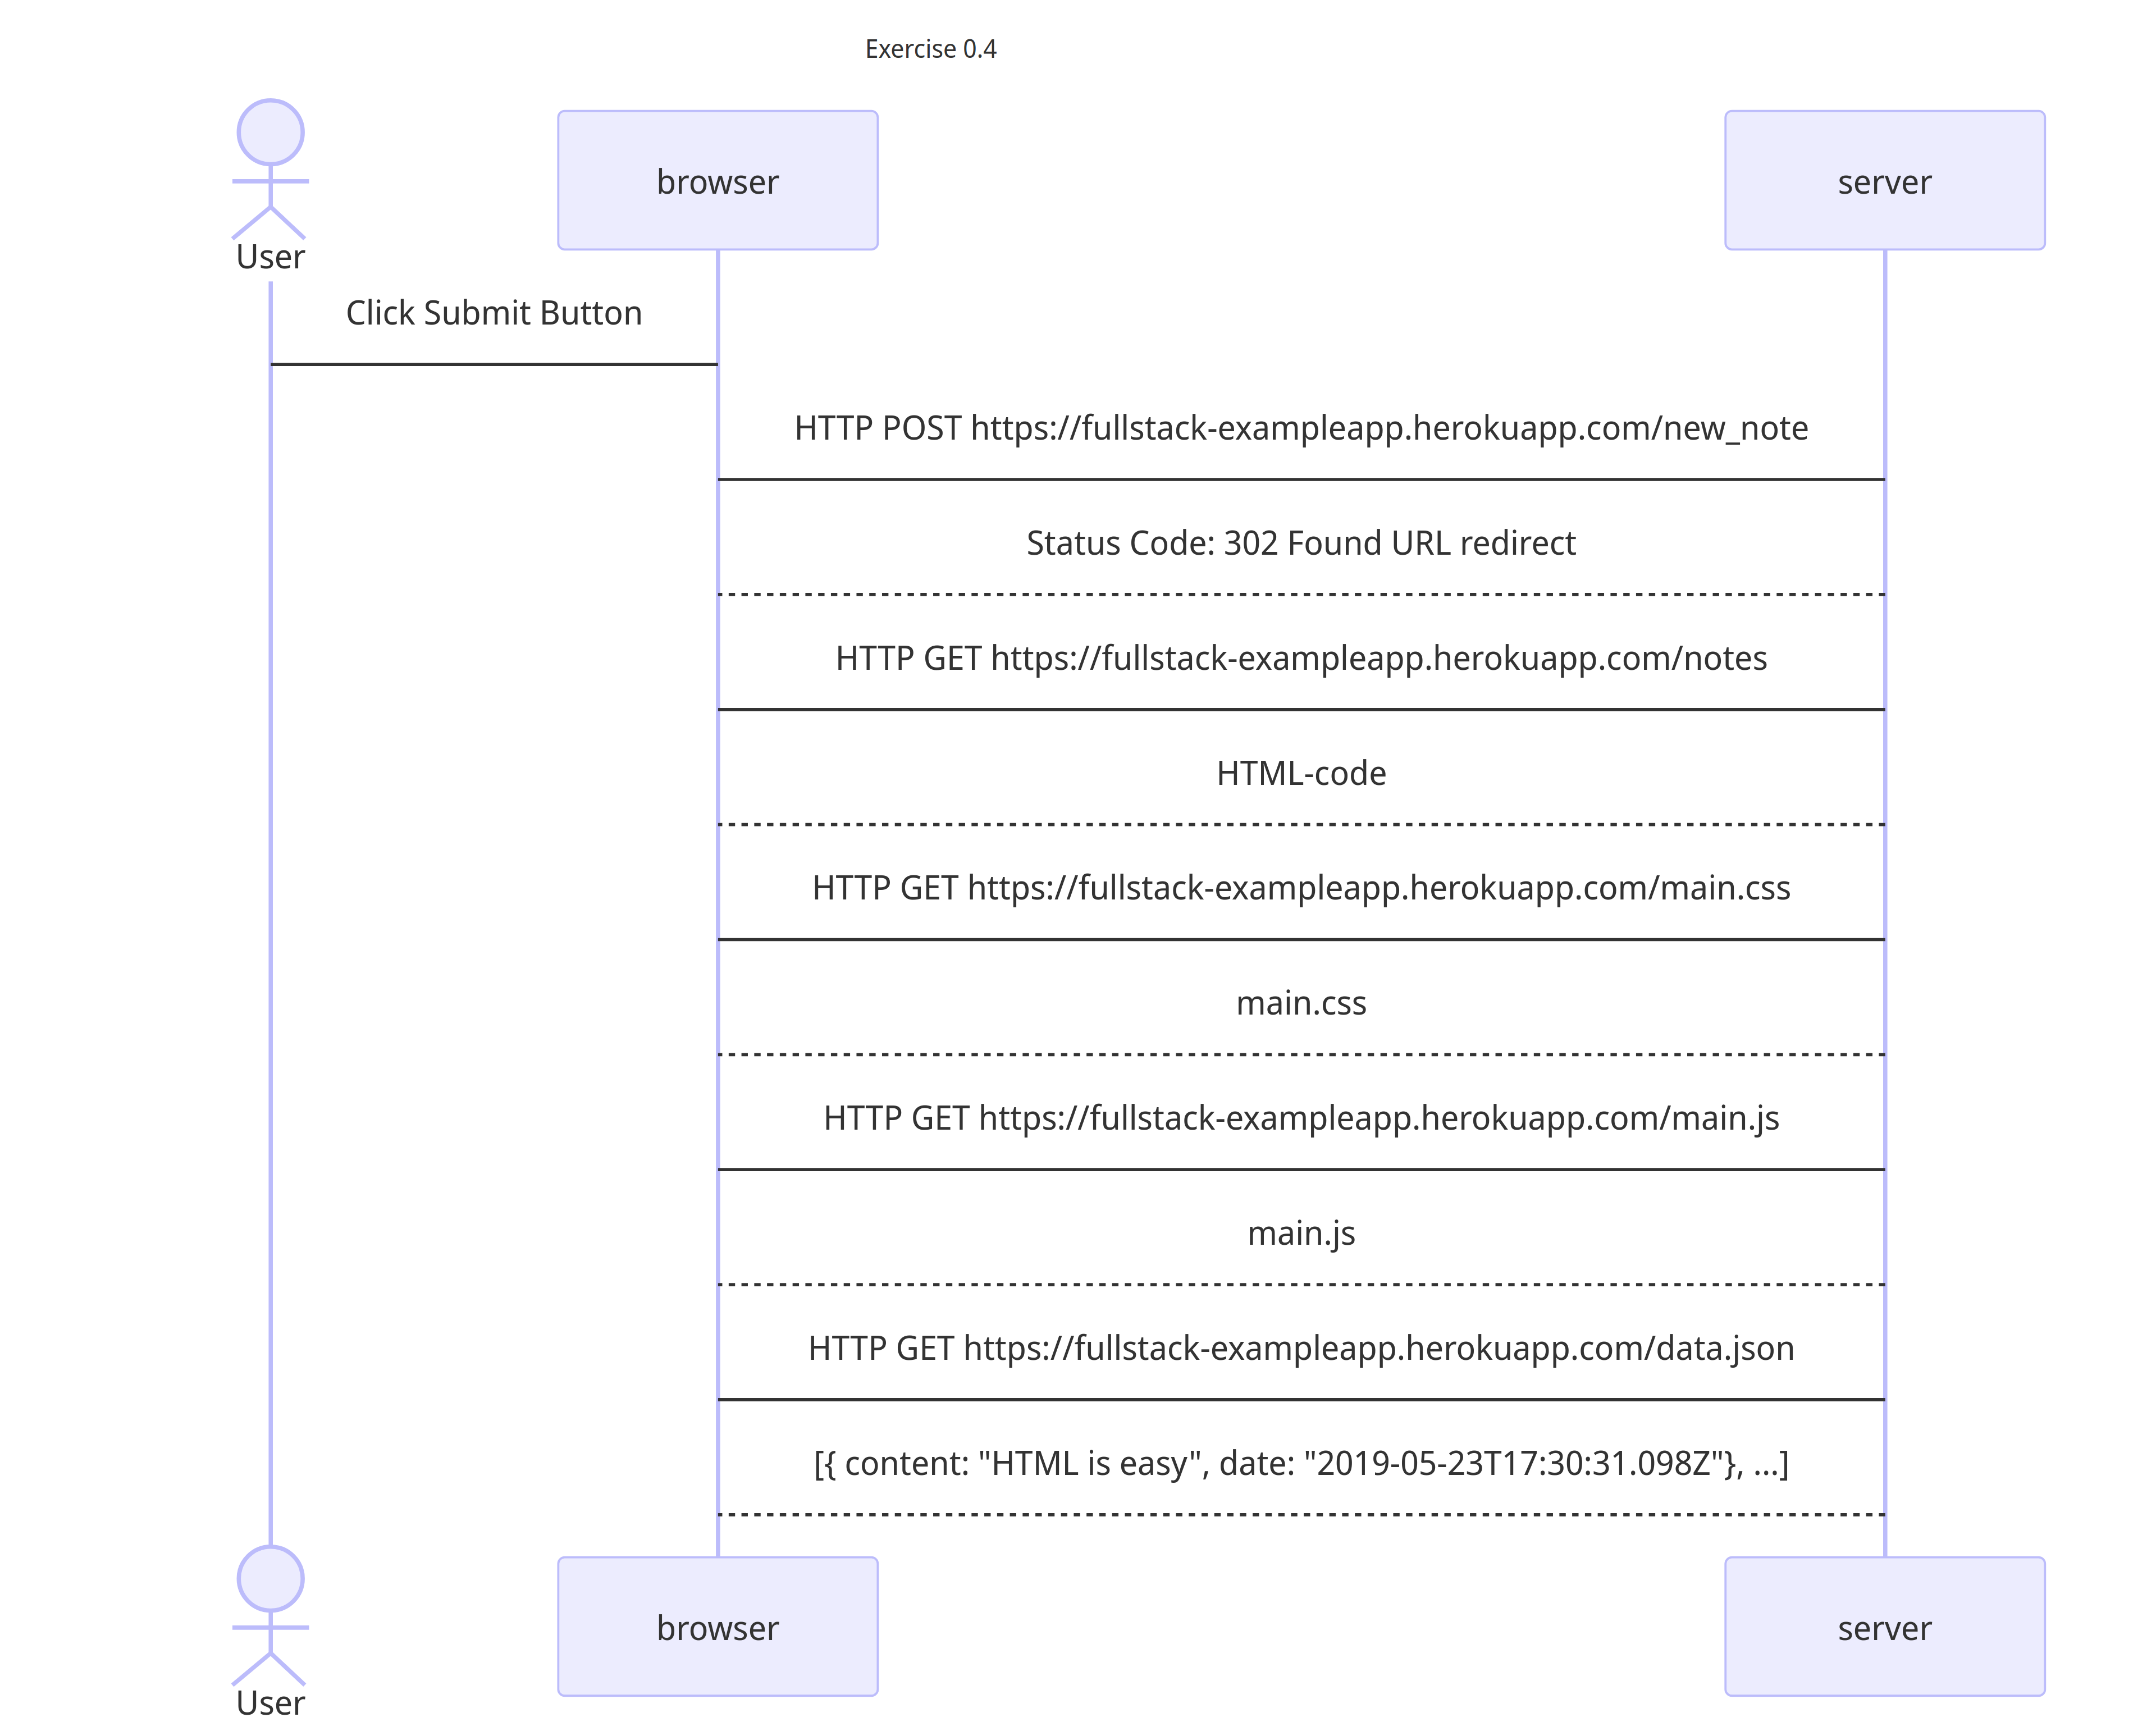 Exercise 0.4
browser
server
User
Click Submit Button
HTTP POST https://fullstack-exampleapp.herokuapp.com/new_note
Status Code: 302 Found URL redirect
HTTP GET https://fullstack-exampleapp.herokuapp.com/notes
HTML-code
HTTP GET https://fullstack-exampleapp.herokuapp.com/main.css
main.css
HTTP GET https://fullstack-exampleapp.herokuapp.com/main.js
main.js
HTTP GET https://fullstack-exampleapp.herokuapp.com/data.json
[{ content: "HTML is easy", date: "2019-05-23T17:30:31.098Z"}, ...]
browser
server
User